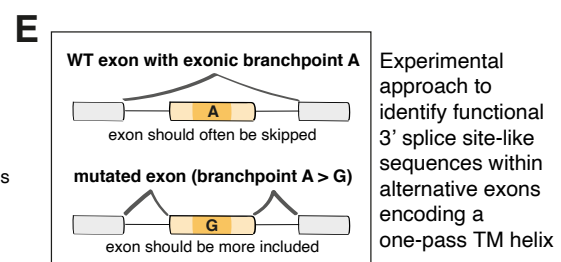 E
WT exon with exonic branchpoint A
A
exon should often be skipped
mutated exon (branchpoint A > G)
G
exon should be more included
Experimental
approach to
identify functional
3' splice site-like
sequences within
alternative exons
encoding a
one-pass TM helix
s